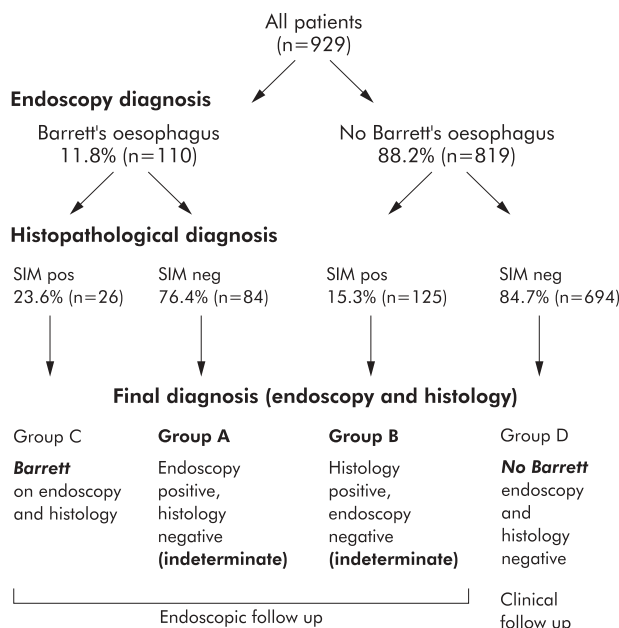 All patients
(n=929)
Endoscopy diagnosis
Barrett's oesophagus
11.8% (n=110)
No Barrett's oesophagus
88.2% (n=819)
Histopathological diagnosis
SIM pos
23.6% (n=26)
SIM neg
76.4% (n=84)
SIM pos
15.3% (n=125)
SIM neg
84.7% (n=694)
Final diagnosis (endoscopy and histology)
Group C
Barrett
on endoscopy
and histology
Group A
Endoscopy
positive,
histology
negative
(indeterminate)
Group B
Histology
positive,
endoscopy
negative
(indeterminate)
Group D
No Barrett
endoscopy
and
histology
negative
Endoscopic follow up
Clinical
follow up